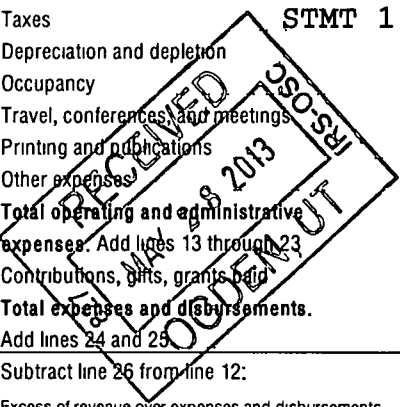 Taxes STMT 1
Depreciation and depletion
Occupancy
Travel, conferences, and meetings
Printing and publications
Other expenses
Total operating and administrative
expenses. Add lines 13 through 23
Contributions, gifts, grants paid
Total expenses and disbursements.
Add lines 24 and 25
Subtract line 26 from line 12:
Excess of revenue over expenses and disbursements
RECEIVED
MAY 28 2013
OGDEN UT
IRS-OSC